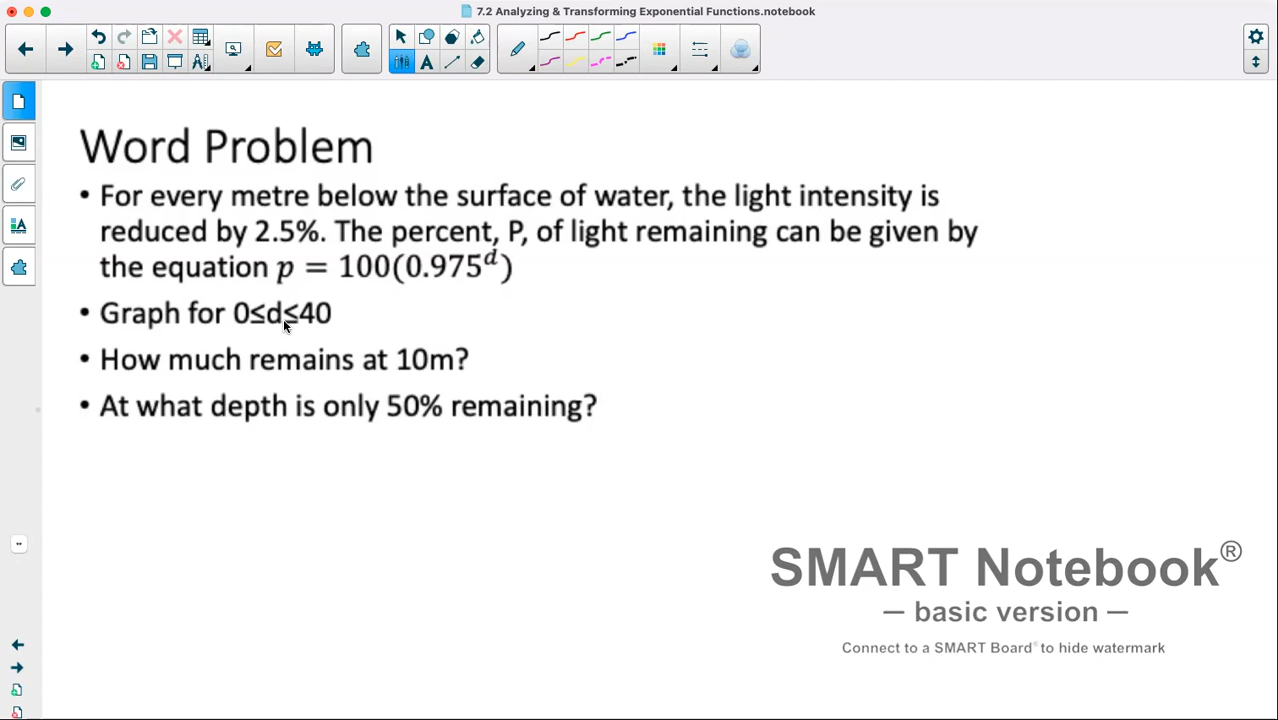 7.2 Analyzing & Transforming Exponential Functions.notebook
Word Problem
• For every metre below the surface of water, the light intensity is
reduced by 2.5%. The percent, P, of light remaining can be given by
the equation p = 100(0.975^d)
• Graph for 0≤d≤40
• How much remains at 10m?
• At what depth is only 50% remaining?
SMART Notebook®
— basic version —
Connect to a SMART Board® to hide watermark